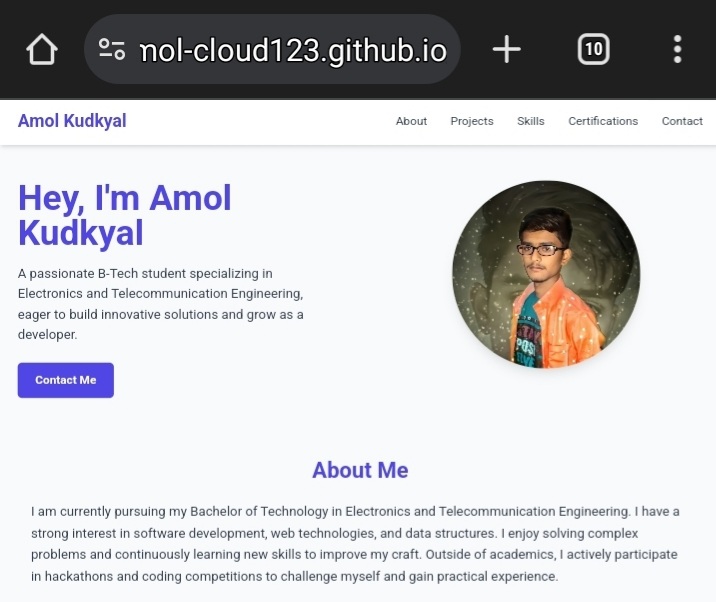 10
nol-cloud123.github.io
Amol Kudkyal
About Projects Skills Certifications Contact
Hey, I'm Amol
Kudkyal
A passionate B-Tech student specializing in
Electronics and Telecommunication Engineering,
eager to build innovative solutions and grow as a
developer.
Contact Me
About Me
I am currently pursuing my Bachelor of Technology in Electronics and Telecommunication Engineering. I have a
strong interest in software development, web technologies, and data structures. I enjoy solving complex
problems and continuously learning new skills to improve my craft. Outside of academics, I actively participate
in hackathons and coding competitions to challenge myself and gain practical experience.